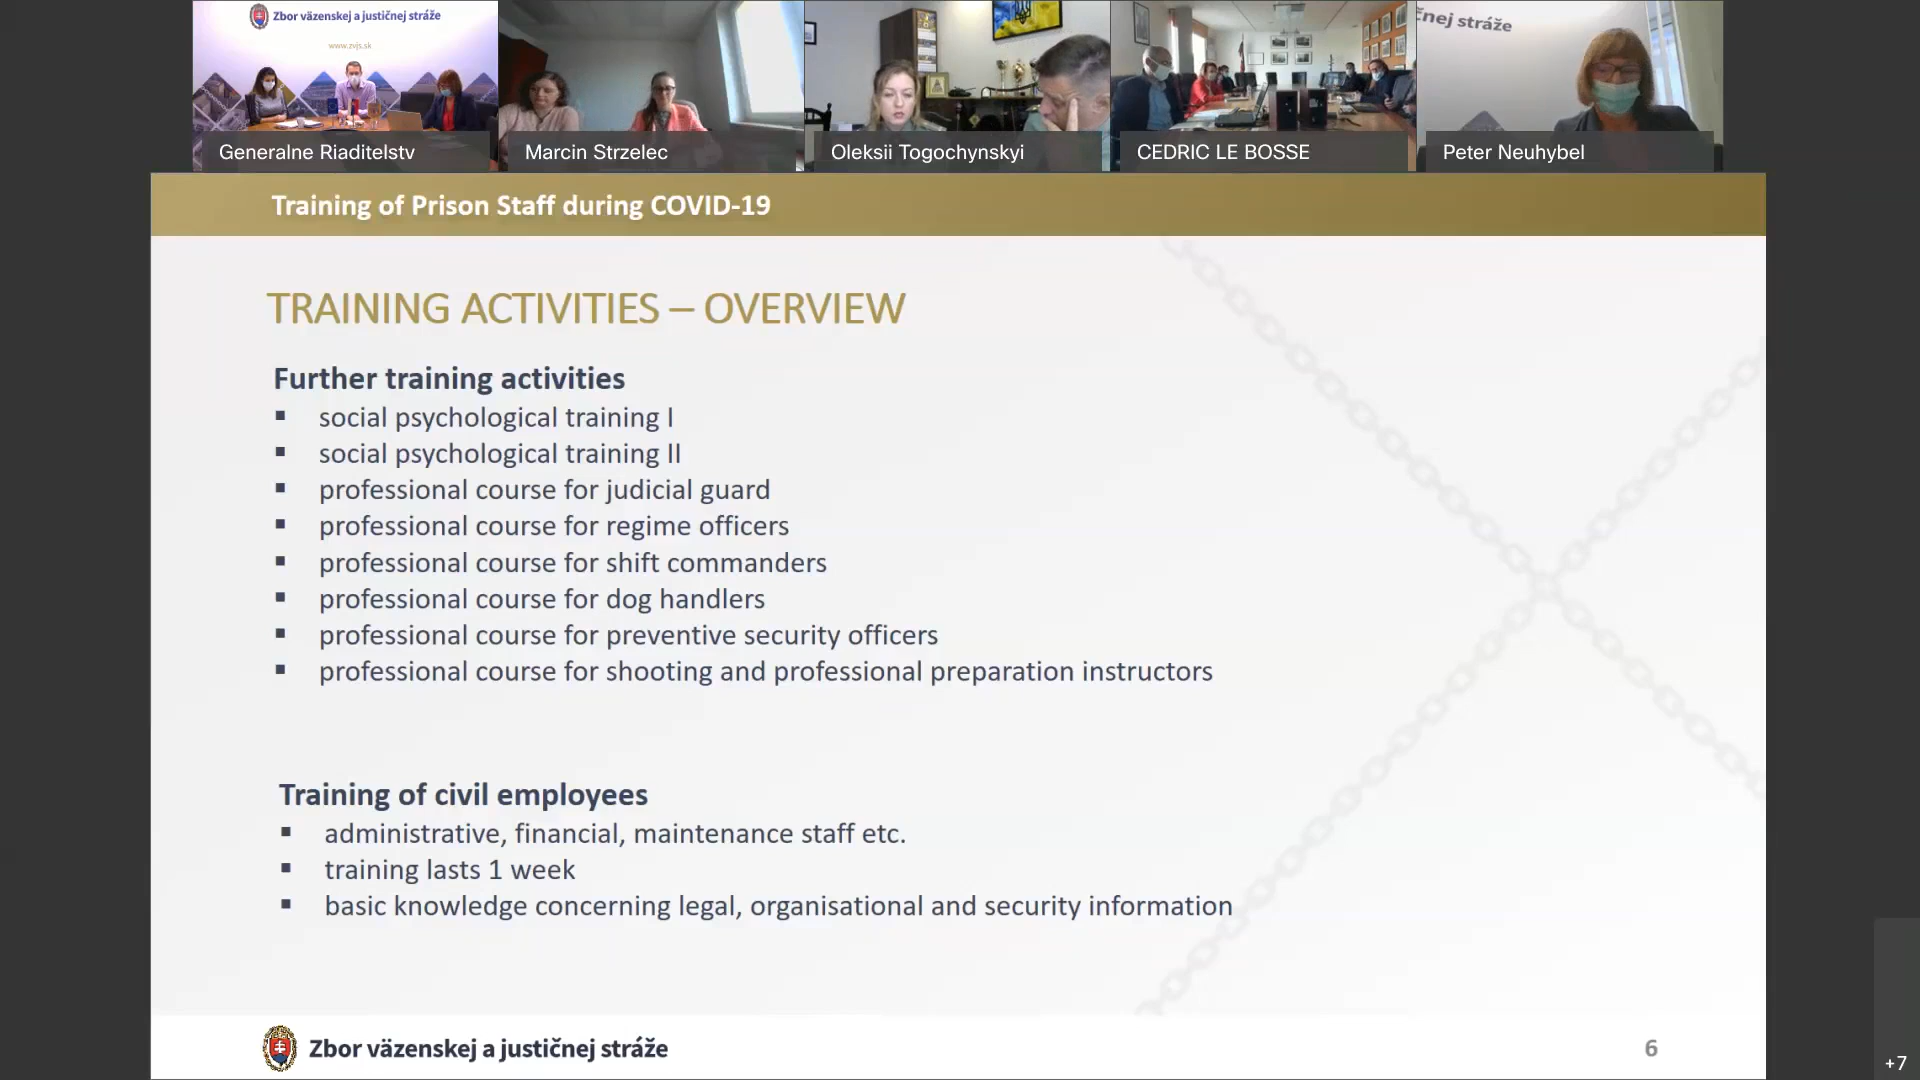 Zbor väzenskej a justičnej stráže
www.zvjs.sk
čnej stráže
Generalne Riaditelstv
Marcin Strzelec
Oleksii Togochynskyi
CEDRIC LE BOSSE
Peter Neuhybel
Training of Prison Staff during COVID-19
TRAINING ACTIVITIES – OVERVIEW
Further training activities
▪ social psychological training I
▪ social psychological training II
▪ professional course for judicial guard
▪ professional course for regime officers
▪ professional course for shift commanders
▪ professional course for dog handlers
▪ professional course for preventive security officers
▪ professional course for shooting and professional preparation instructors
Training of civil employees
▪ administrative, financial, maintenance staff etc.
▪ training lasts 1 week
▪ basic knowledge concerning legal, organisational and security information
Zbor väzenskej a justičnej stráže
6
+7